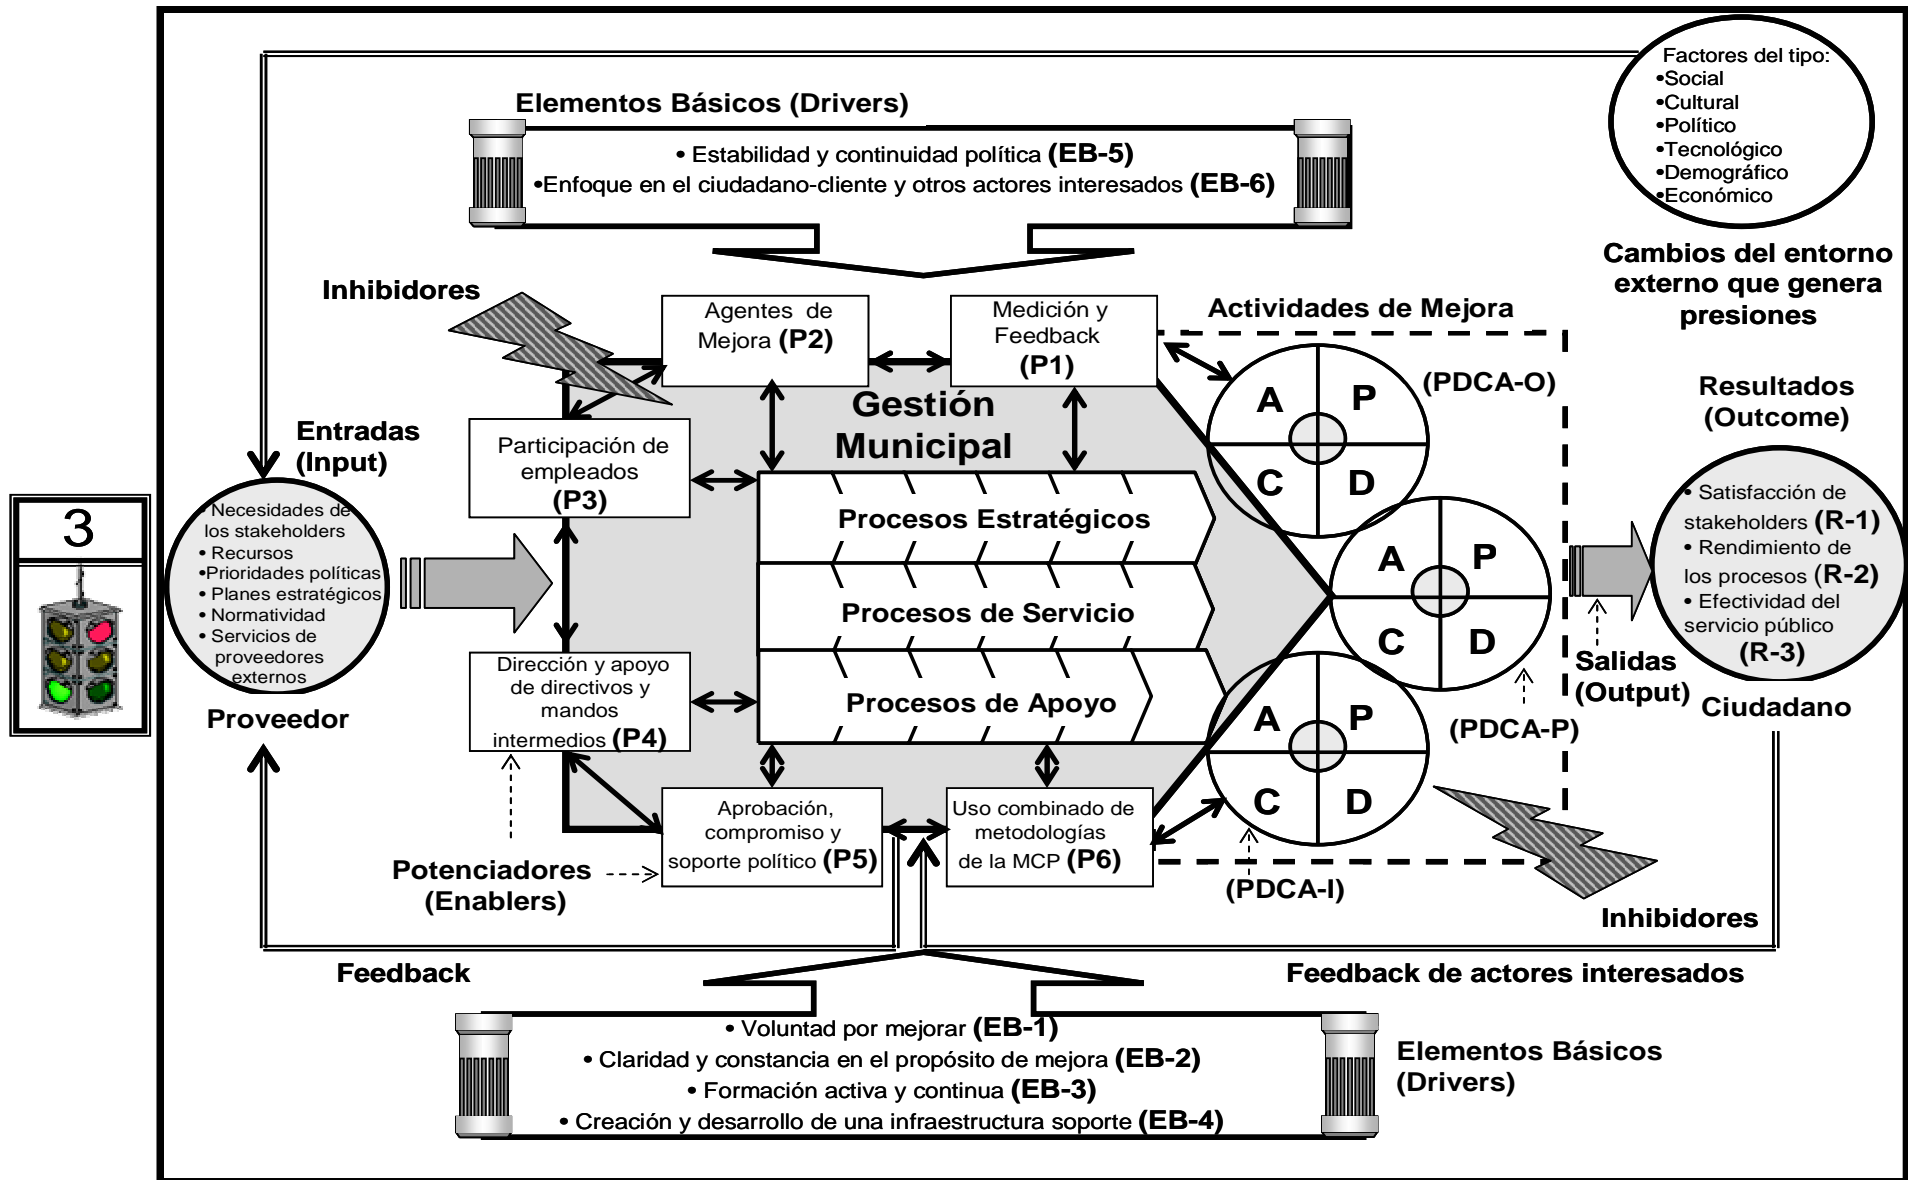 Factores del tipo:
•Social
•Cultural
•Político
•Tecnológico
•Demográfico
•Económico
Cambios del entorno
externo que genera
presiones
Elementos Básicos (Drivers)
• Estabilidad y continuidad política (EB-5)
•Enfoque en el ciudadano-cliente y otros actores interesados (EB-6)
Inhibidores
Agentes de
Mejora (P2)
Medición y
Feedback
(P1)
Actividades de Mejora
(PDCA-O)
A
P
C
D
Resultados
(Outcome)
Entradas
(Input)
Participación de
empleados
(P3)
Gestión
Municipal
3
• Necesidades de
los stakeholders
• Recursos
•Prioridades políticas
• Planes estratégicos
• Normatividad
• Servicios de
proveedores
externos
Proveedor
Procesos Estratégicos
Procesos de Servicio
Procesos de Apoyo
A
P
C
D
(PDCA-P)
• Satisfacción de
stakeholders (R-1)
• Rendimiento de
los procesos (R-2)
• Efectividad del
servicio público
(R-3)
Salidas
(Output)
Ciudadano
Dirección y apoyo
de directivos y
mandos
intermedios (P4)
A
P
C
D
(PDCA-I)
Potenciadores
(Enablers)
Aprobación,
compromiso y
soporte político (P5)
Uso combinado de
metodologías
de la MCP (P6)
Inhibidores
Feedback
Feedback de actores interesados
• Voluntad por mejorar (EB-1)
• Claridad y constancia en el propósito de mejora (EB-2)
• Formación activa y continua (EB-3)
• Creación y desarrollo de una infraestructura soporte (EB-4)
Elementos Básicos
(Drivers)